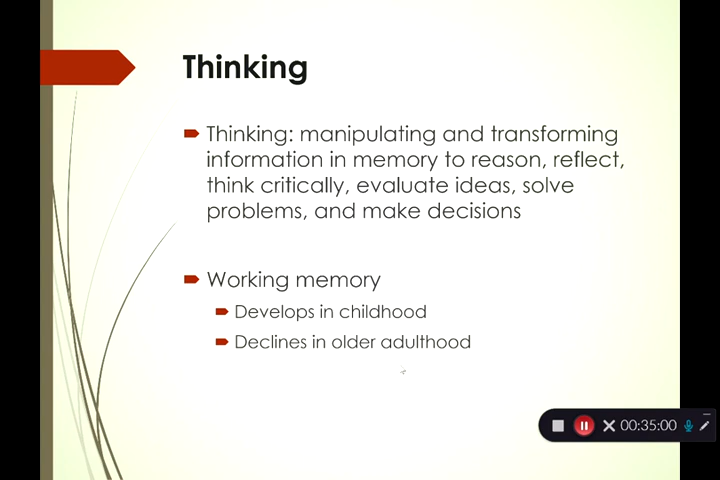 Thinking
Thinking: manipulating and transforming
information in memory to reason, reflect,
think critically, evaluate ideas, solve
problems, and make decisions
Working memory
Develops in childhood
Declines in older adulthood
00:35:00